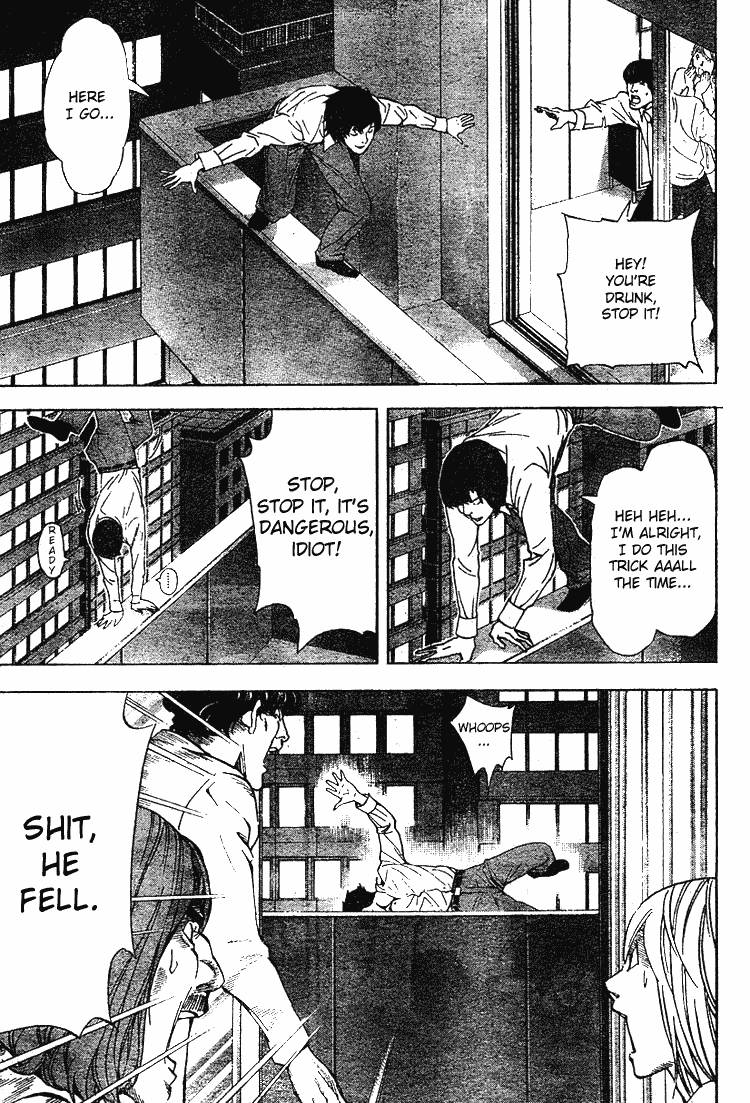 HERE
I GO...
HEY!
YOU'RE
DRUNK,
STOP IT!
HEH HEH...
I'M ALRIGHT,
I DO THIS
TRICK AAALL
THE TIME...
STOP,
STOP IT, IT'S
DANGEROUS,
IDIOT!
READY
......
WHOOPS
...
SHIT,
HE
FELL.